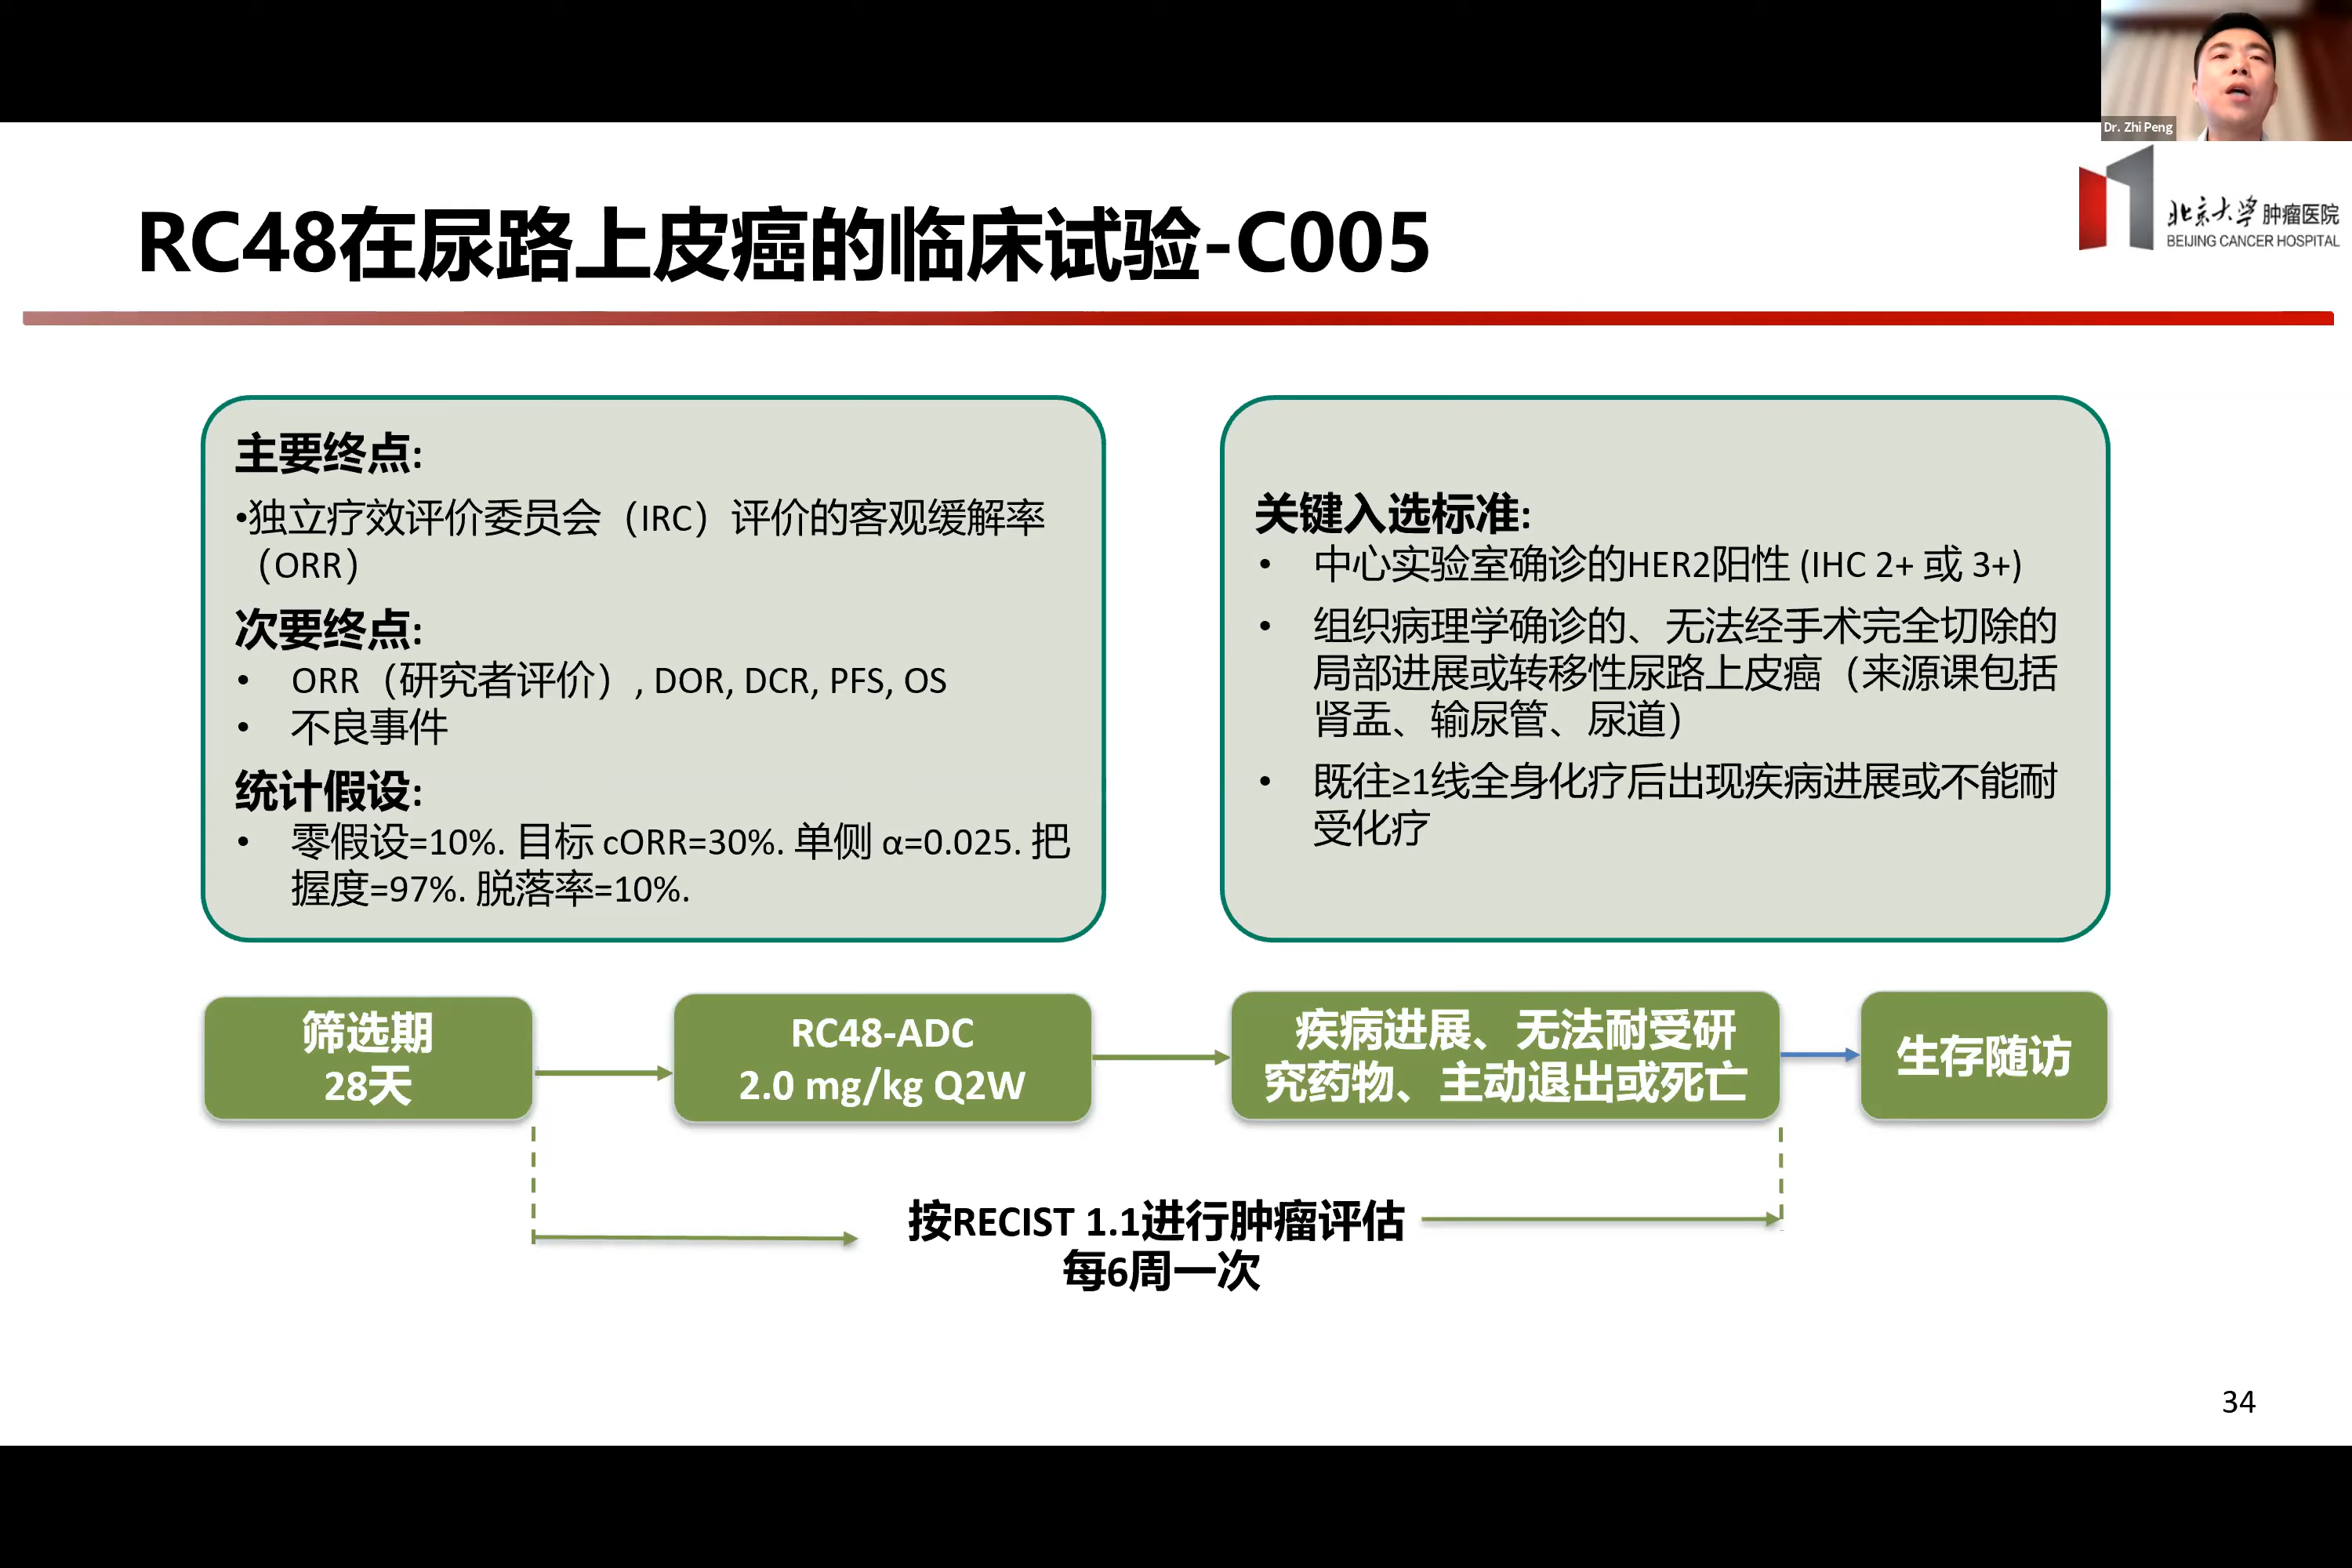 Dr. Zhi Peng
北京大学肿瘤医院
BEIJING CANCER HOSPITAL
RC48在尿路上皮癌的临床试验-C005
主要终点:
•独立疗效评价委员会（IRC）评价的客观缓解率
（ORR）
次要终点:
• ORR（研究者评价）, DOR, DCR, PFS, OS
• 不良事件
统计假设:
• 零假设=10%. 目标 cORR=30%. 单侧 α=0.025. 把
握度=97%. 脱落率=10%.
关键入选标准:
• 中心实验室确诊的HER2阳性 (IHC 2+ 或 3+)
• 组织病理学确诊的、无法经手术完全切除的
局部进展或转移性尿路上皮癌（来源课包括
肾盂、输尿管、尿道）
• 既往≥1线全身化疗后出现疾病进展或不能耐
受化疗
筛选期
28天
RC48-ADC
2.0 mg/kg Q2W
疾病进展、无法耐受研
究药物、主动退出或死亡
生存随访
按RECIST 1.1进行肿瘤评估
每6周一次
34